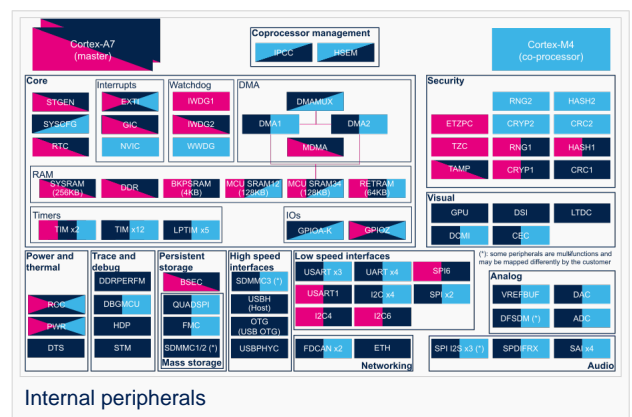 Cortex-A7
(master)
Coprocessor management
IPCC
HSEM
Cortex-M4
(co-processor)
Core
STGEN
SYSCFG
RTC
Interrupts
EXTI
GIC
NVIC
Watchdog
IWDG1
IWDG2
WWDG
DMA
DMAMUX
DMA1
DMA2
MDMA
RAM
SYSRAM
(256KB)
DDR
BKPSRAM
(4KB)
MCU SRAM12
(128KB)
MCU SRAM34
(128KB)
RETRAM
(64KB)
Timers
TIM x2
TIM x12
LPTIM x5
IOs
GPIOA-K
GPIOZ
Security
RNG2
HASH2
ETZPC
CRYP2
CRC2
TZC
RNG1
HASH1
TAMP
CRYP1
CRC1
Visual
GPU
DSI
LTDC
DCMI
CEC
(*): some peripherals are multifunctions and
may be mapped differently by the customer
Power and
thermal
RCC
PWR
DTS
Trace and
debug
DDRPERFM
DBGMCU
HDP
STM
Persistent
storage
BSEC
QUADSPI
FMC
SDMMC1/2 (*)
Mass storage
High speed
interfaces
SDMMC3 (*)
USBH
(Host)
OTG
(USB OTG)
USBPHYC
Low speed interfaces
USART x3
UART x4
SPI6
USART1
I2C x4
SPI x2
I2C4
I2C6
FDCAN x2
ETH
Networking
Analog
VREFBUF
DAC
DFSDM (*)
ADC
SPI I2S x3 (*)
SPDIFRX
SAI x4
Audio
Internal peripherals